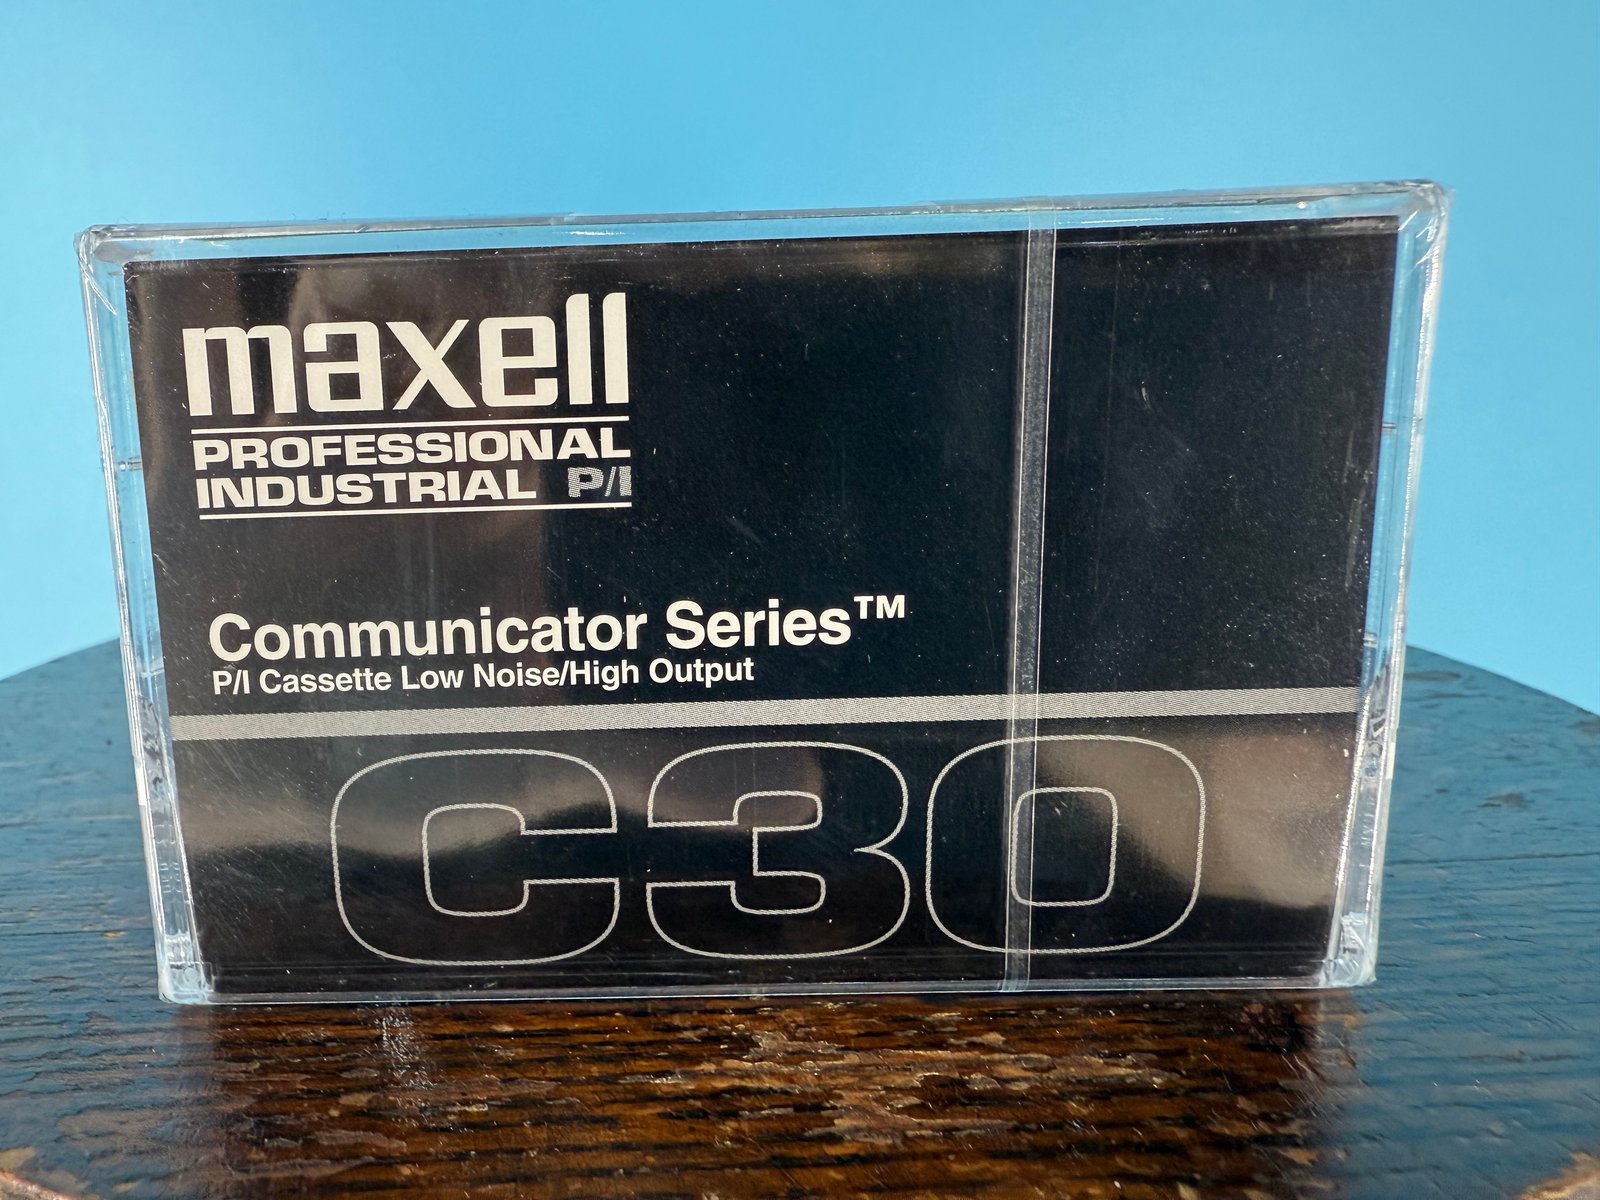 maxell
PROFESSIONAL
INDUSTRIAL P/I
Communicator Series™
P/I Cassette Low Noise/High Output
C30